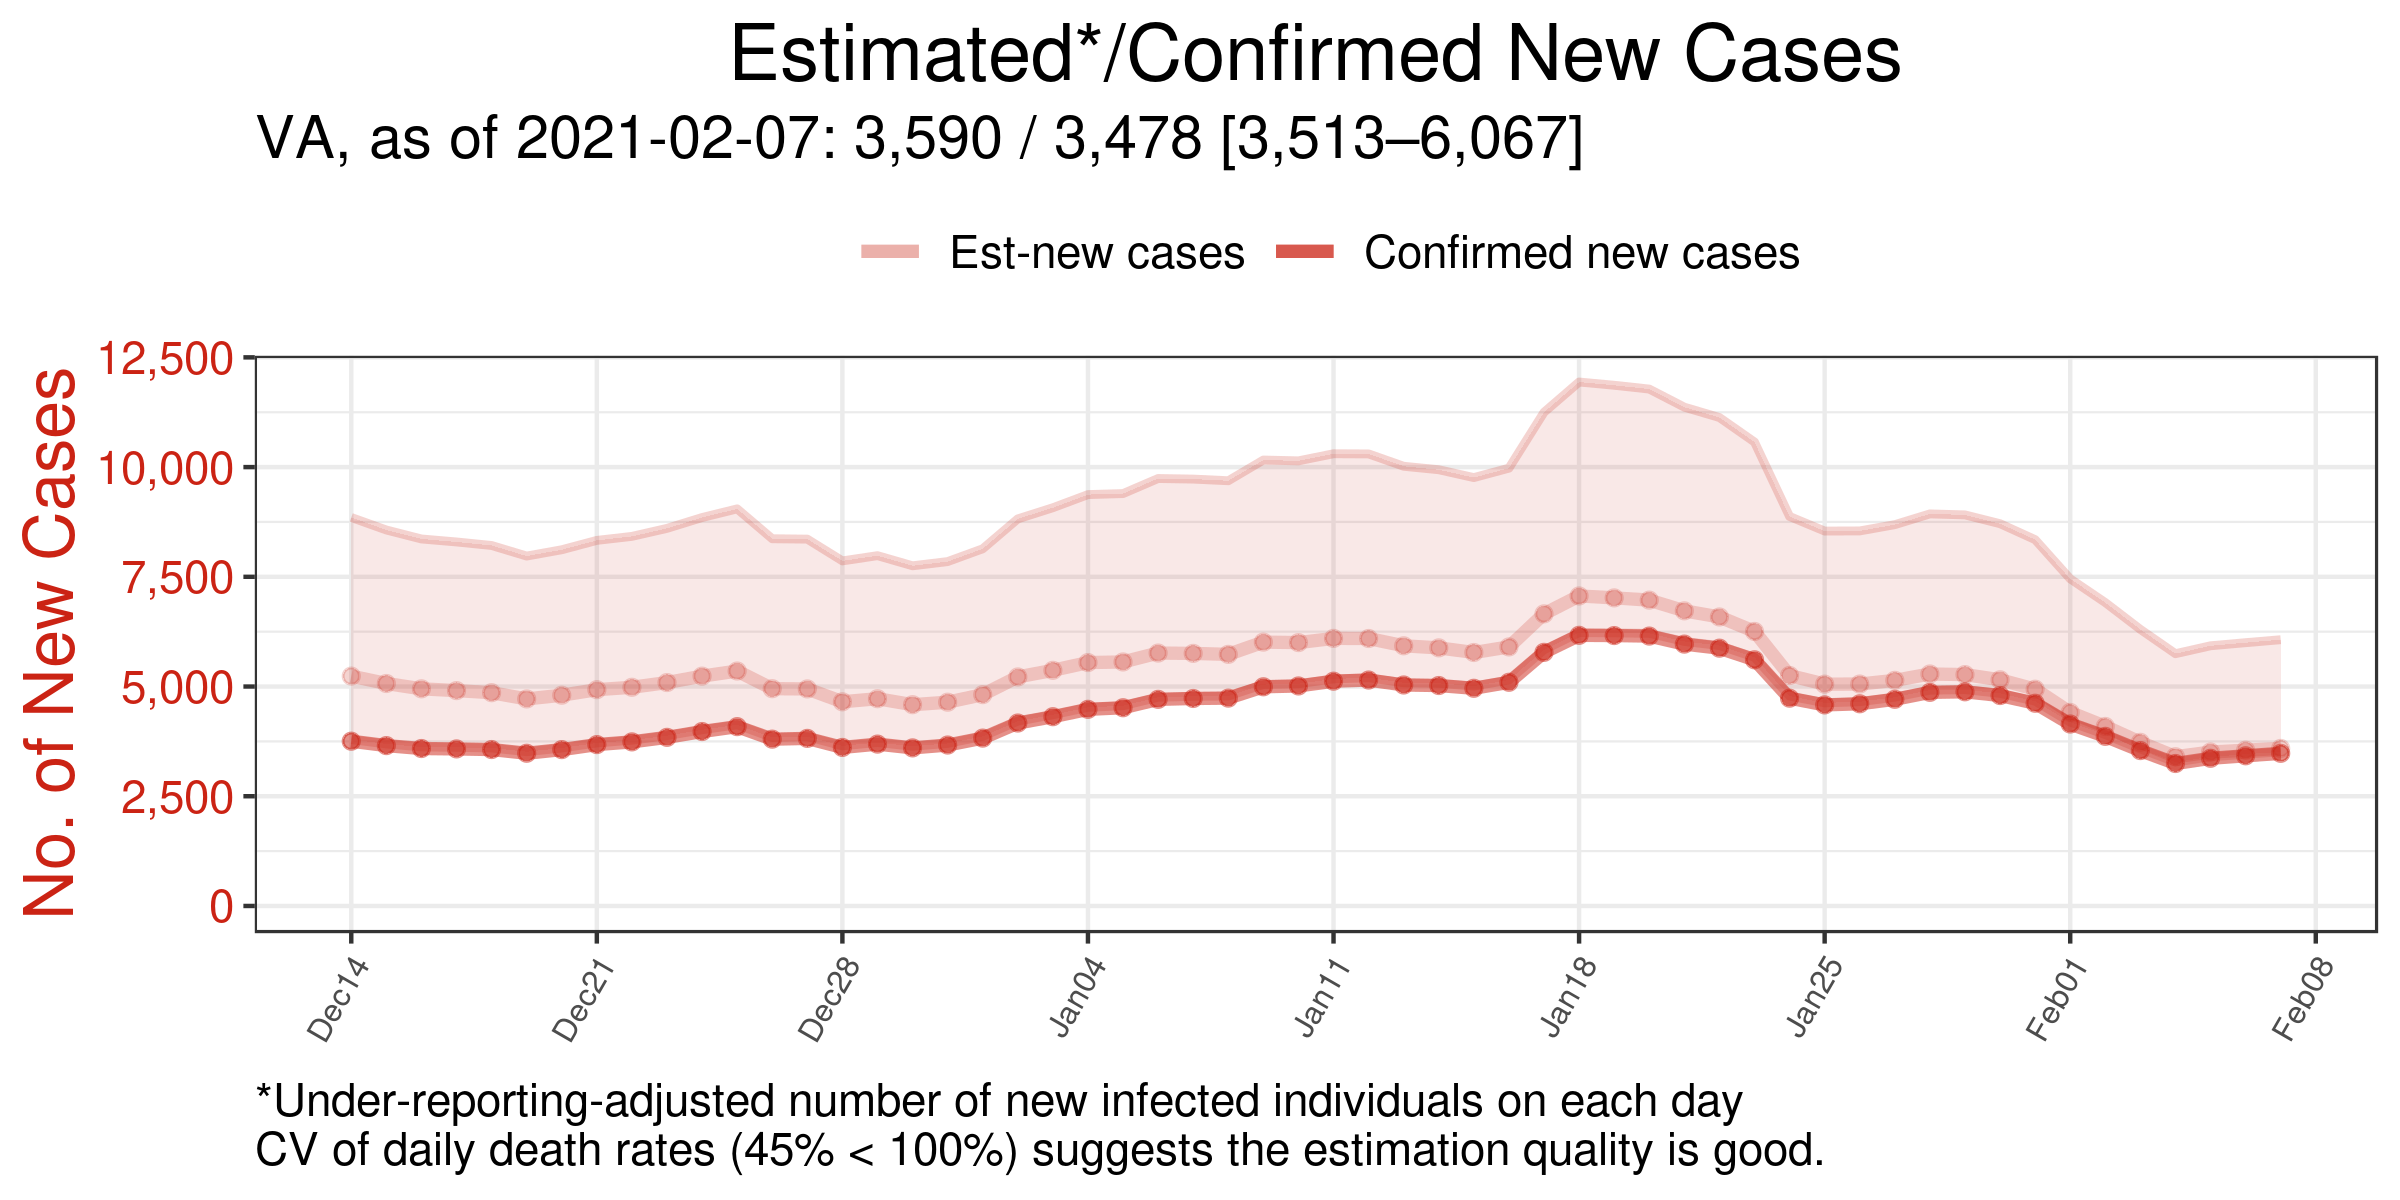 Estimated*/Confirmed New Cases
VA, as of 2021-02-07: 3,590 / 3,478 [3,513–6,067]
Est-new cases
Confirmed new cases
No. of New Cases
12,500
10,000
7,500
5,000
2,500
0
Dec14
Dec21
Dec28
Jan04
Jan11
Jan18
Jan25
Feb01
Feb08
*Under-reporting-adjusted number of new infected individuals on each day
CV of daily death rates (45% < 100%) suggests the estimation quality is good.